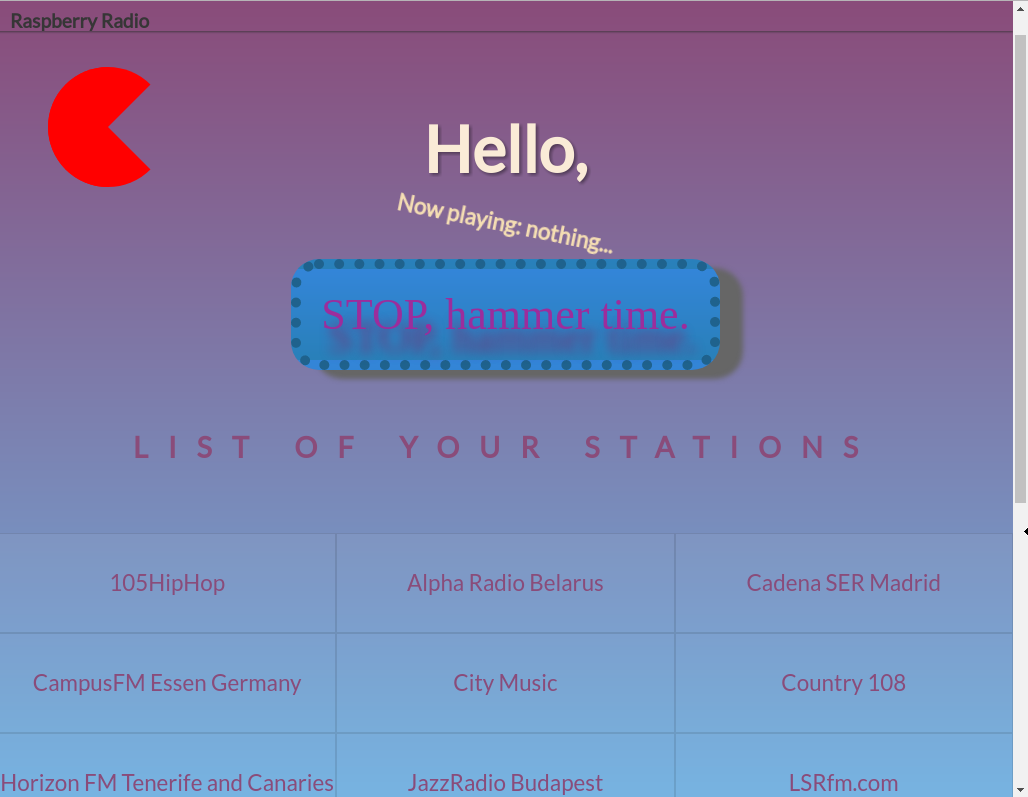 Raspberry Radio
Hello,
Now playing: nothing...
STOP, hammer time.
LIST OF YOUR STATIONS
105HipHop
Alpha Radio Belarus
Cadena SER Madrid
CampusFM Essen Germany
City Music
Country 108
Horizon FM Tenerife and Canaries
JazzRadio Budapest
LSRfm.com